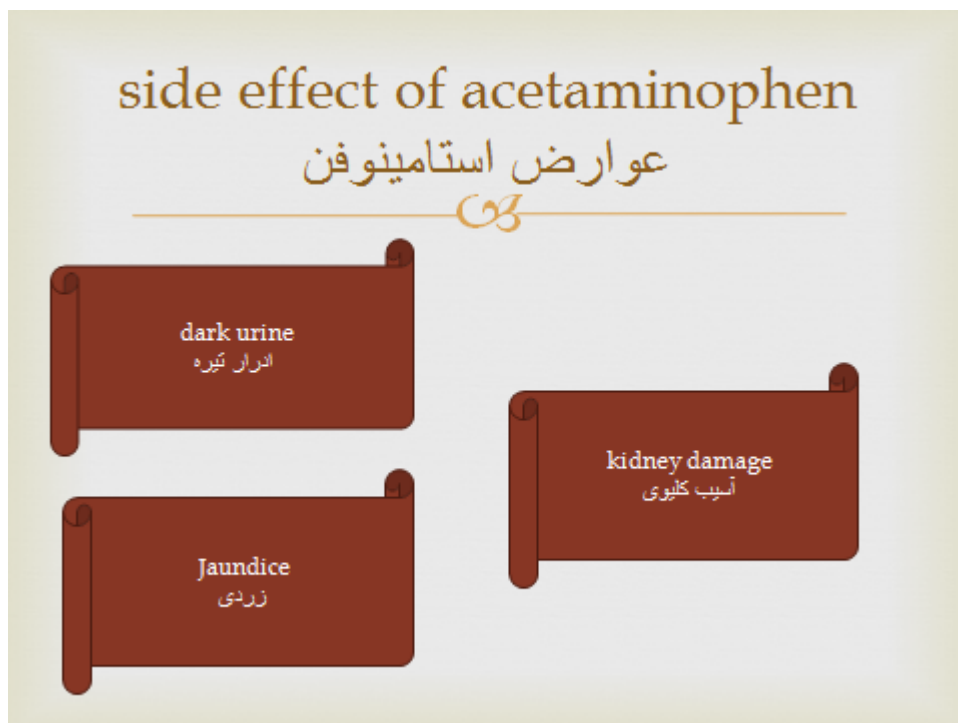 side effect of acetaminophen
عوارض استامینوفن
dark urine
ادرار تیره
kidney damage
آسیب کلیوی
Jaundice
زردی